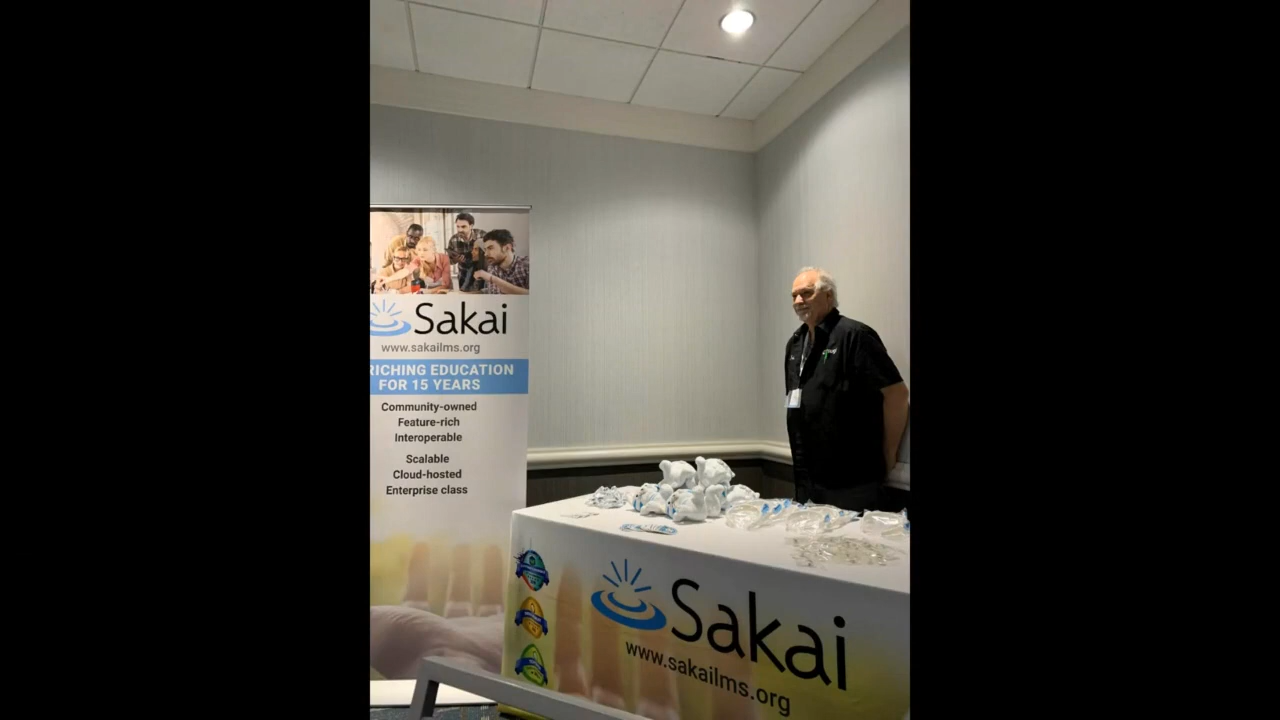 Sakai
www.sakailms.org
RICHING EDUCATION
FOR 15 YEARS
Community-owned
Feature-rich
Interoperable
Scalable
Cloud-hosted
Enterprise class
Sakai
www.sakailms.org